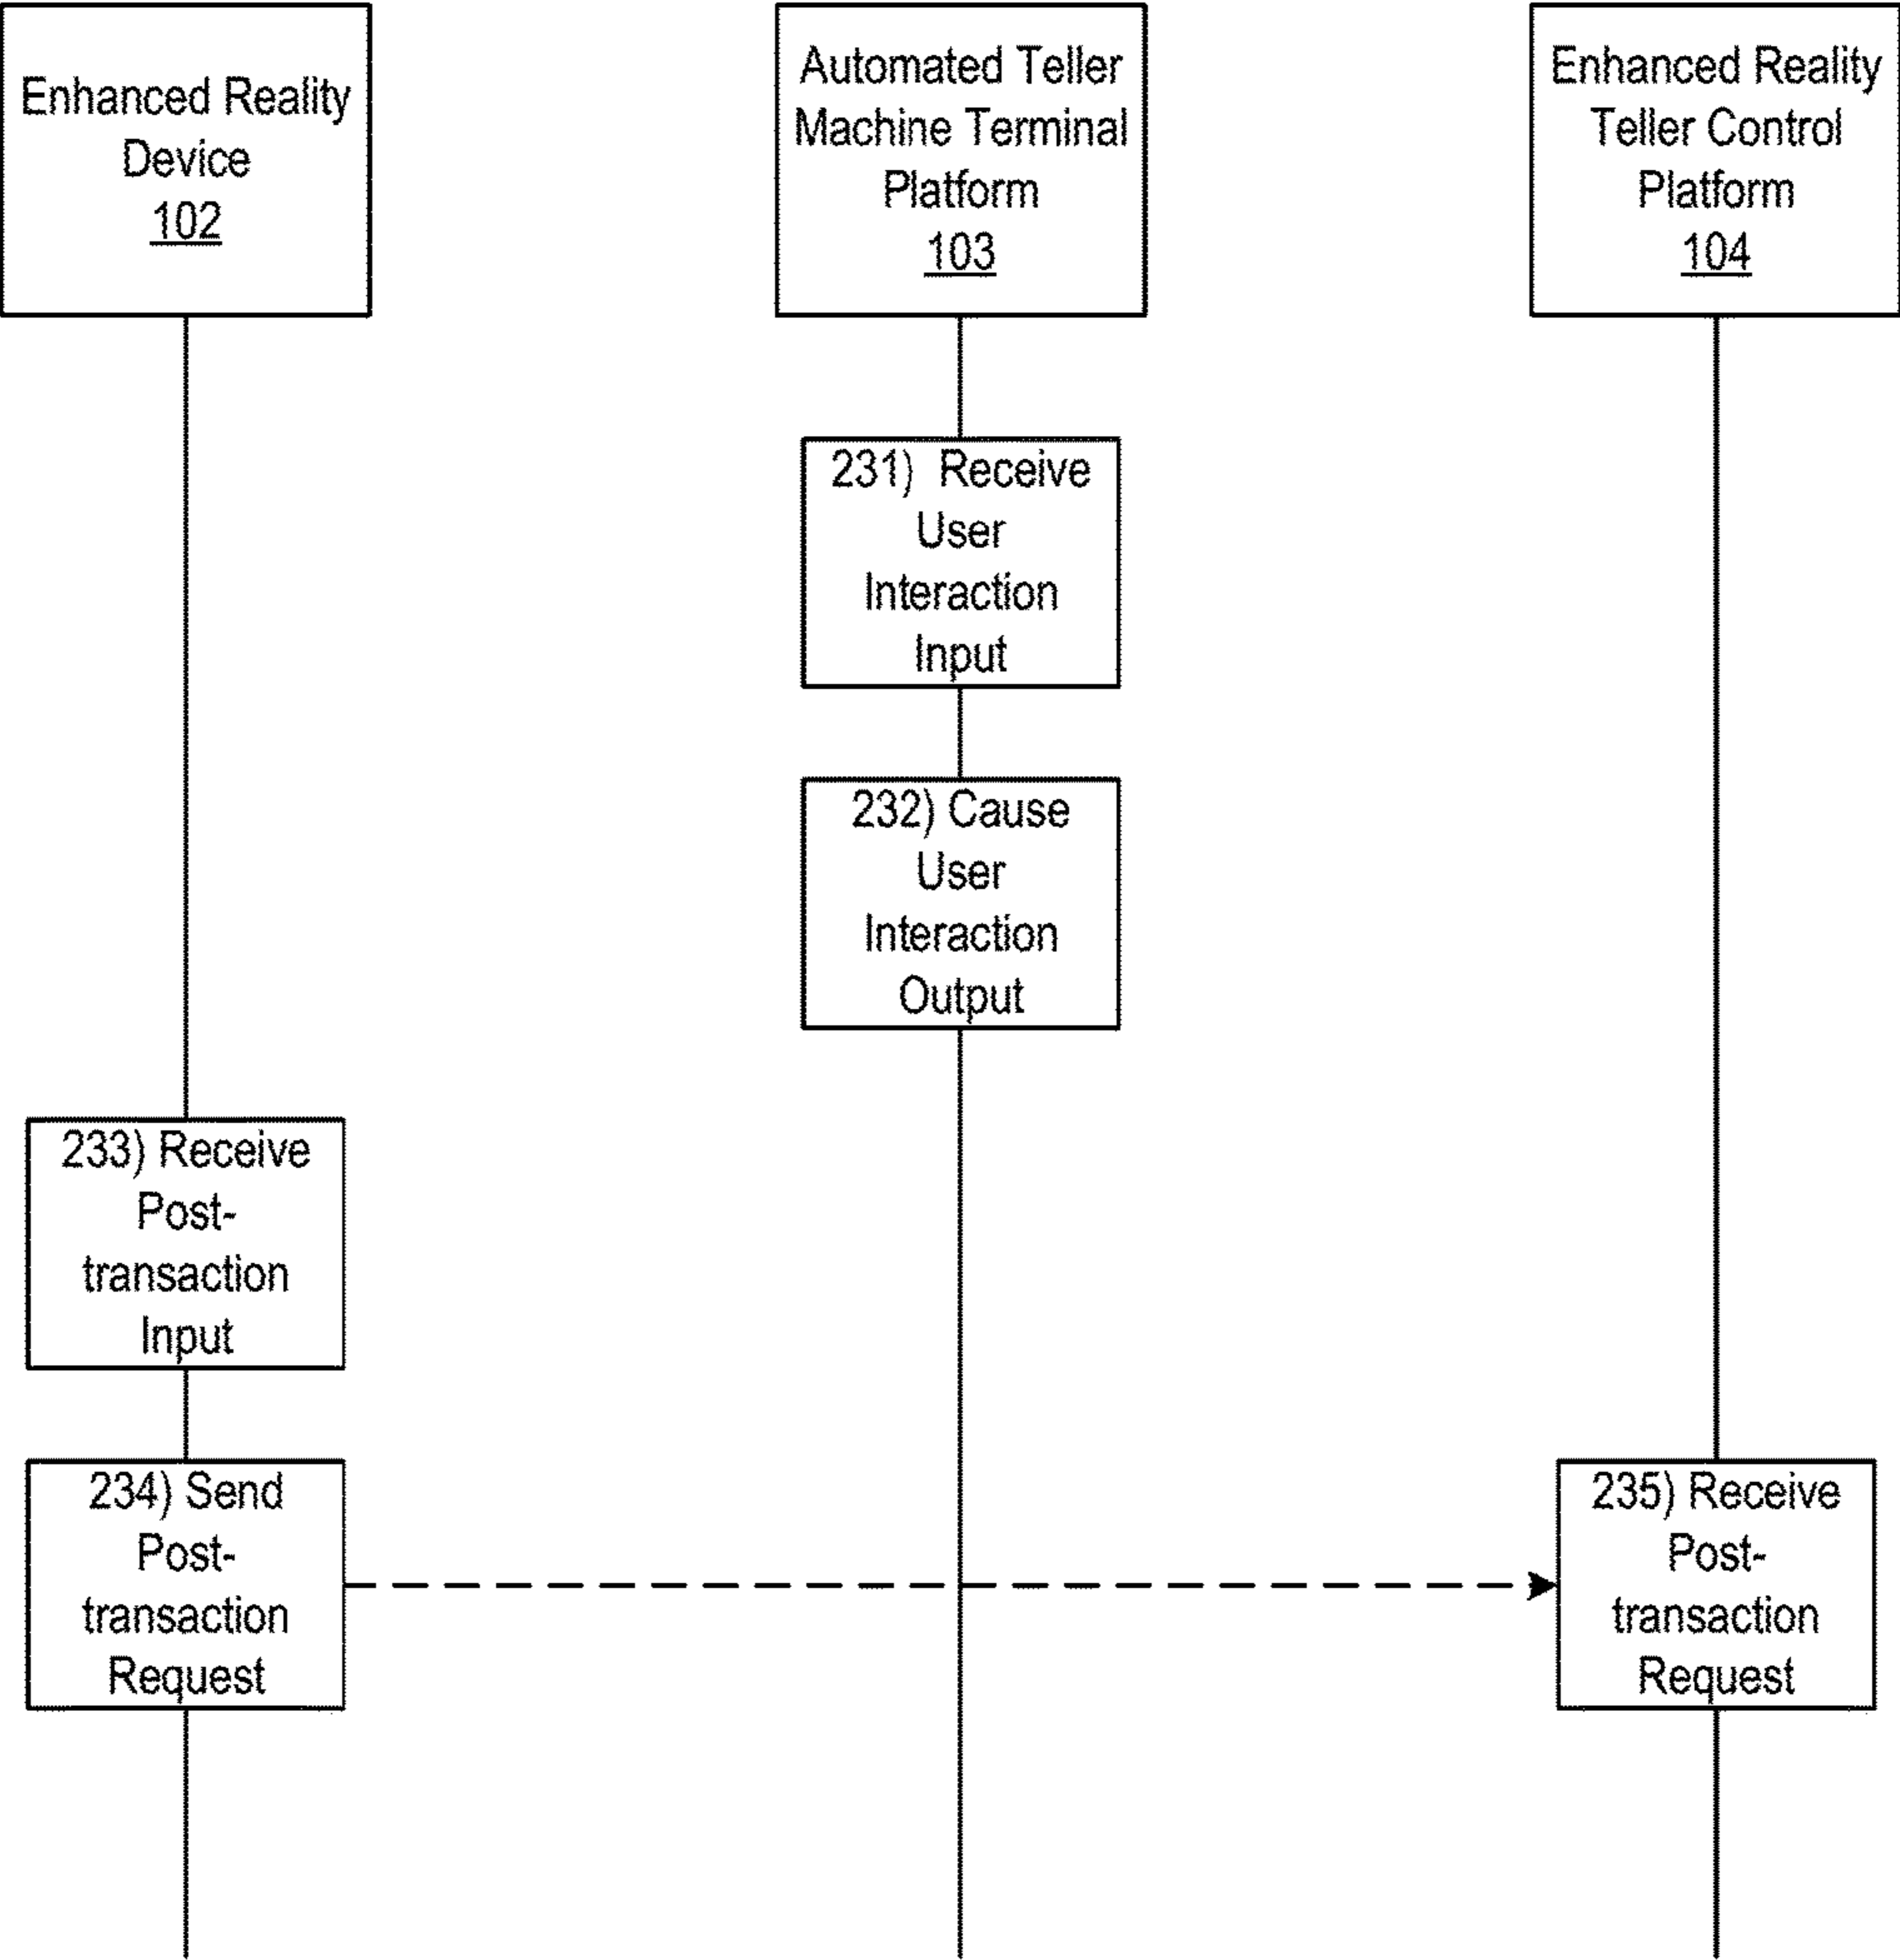 Enhanced Reality
Device
102
Automated Teller
Machine Terminal
Platform
103
Enhanced Reality
Teller Control
Platform
104
231) Receive
User
Interaction
Input
232) Cause
User
Interaction
Output
233) Receive
Post-
transaction
Input
234) Send
Post-
transaction
Request
235) Receive
Post-
transaction
Request